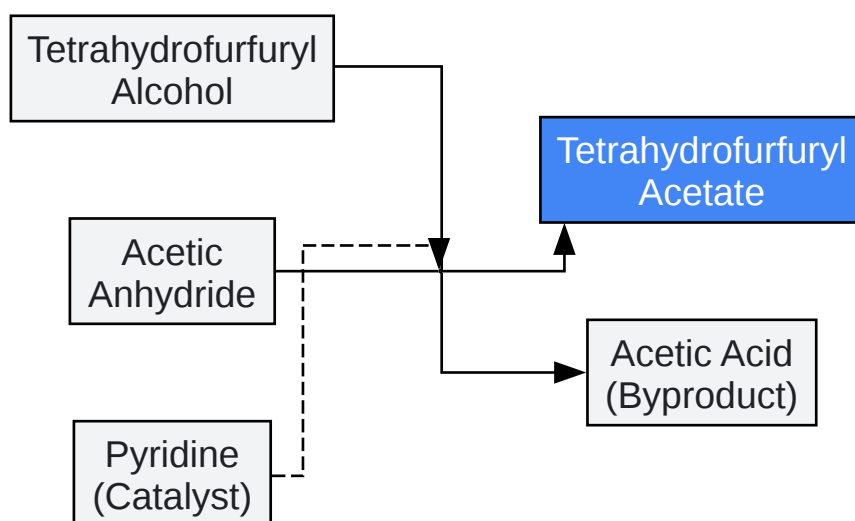 Tetrahydrofurfuryl
Alcohol
Tetrahydrofurfuryl
Acetate
Acetic
Anhydride
Acetic Acid
(Byproduct)
Pyridine
(Catalyst)